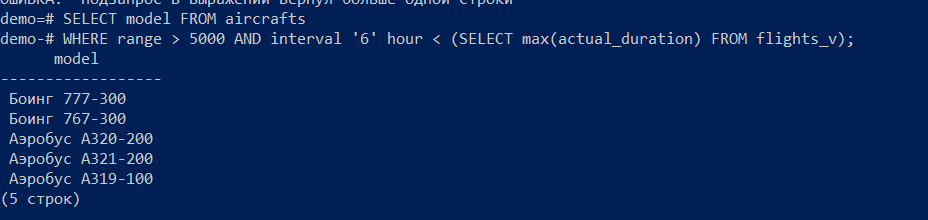 ОШИБКА:  подзапрос в выражении вернул больше одной строки
demo=# SELECT model FROM aircrafts
demo-# WHERE range > 5000 AND interval '6' hour < (SELECT max(actual_duration) FROM flights_v);
model
-----------------
Боинг 777-300
Боинг 767-300
Аэробус A320-200
Аэробус A321-200
Аэробус A319-100
(5 строк)